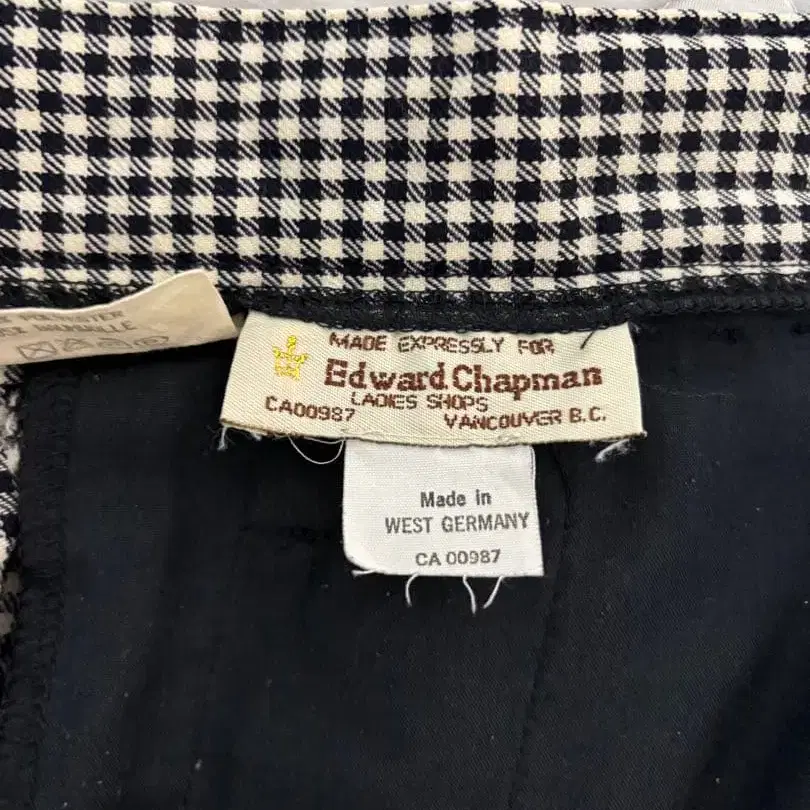 MADE EXPRESSLY FOR
Edward Chapman
LADIES SHOPS
CA00987 VANCOUVER B.C.
Made in
WEST GERMANY
CA 00987